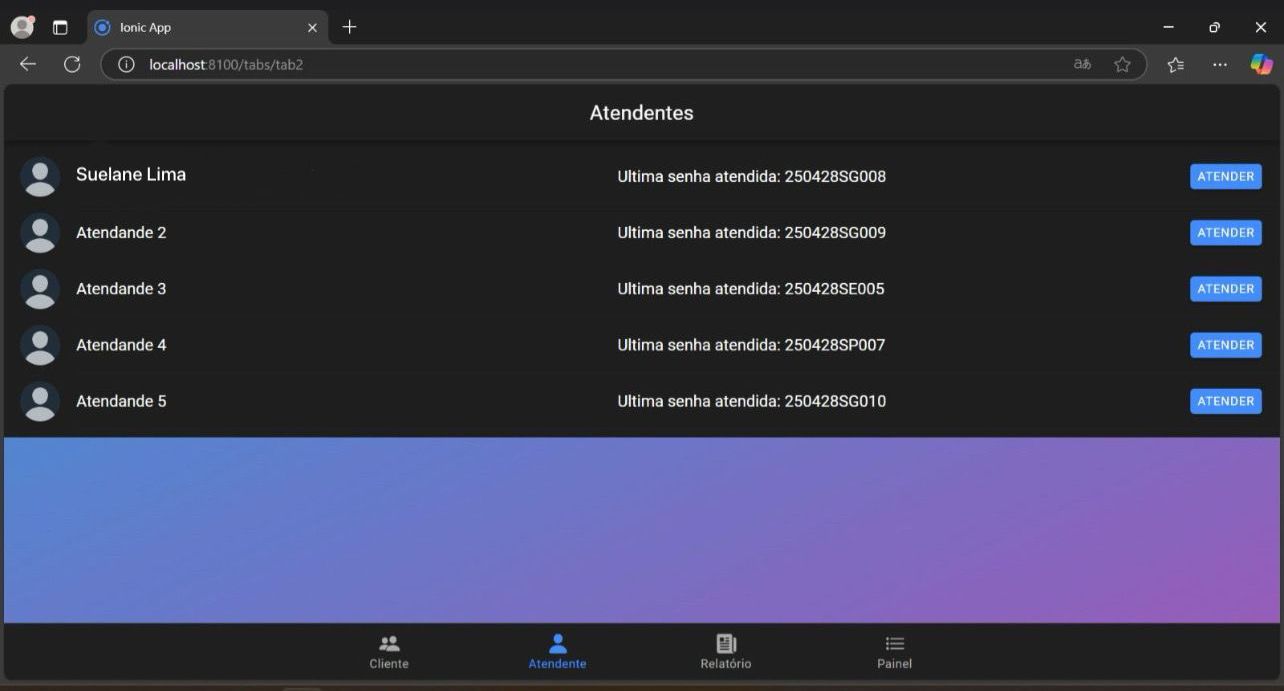 Ionic App
localhost:8100/tabs/tab2
aあ
Atendentes
Suelane Lima Ultima senha atendida: 250428SG008 ATENDER
Atendande 2 Ultima senha atendida: 250428SG009 ATENDER
Atendande 3 Ultima senha atendida: 250428SE005 ATENDER
Atendande 4 Ultima senha atendida: 250428SP007 ATENDER
Atendande 5 Ultima senha atendida: 250428SG010 ATENDER
Cliente Atendente Relatório Painel